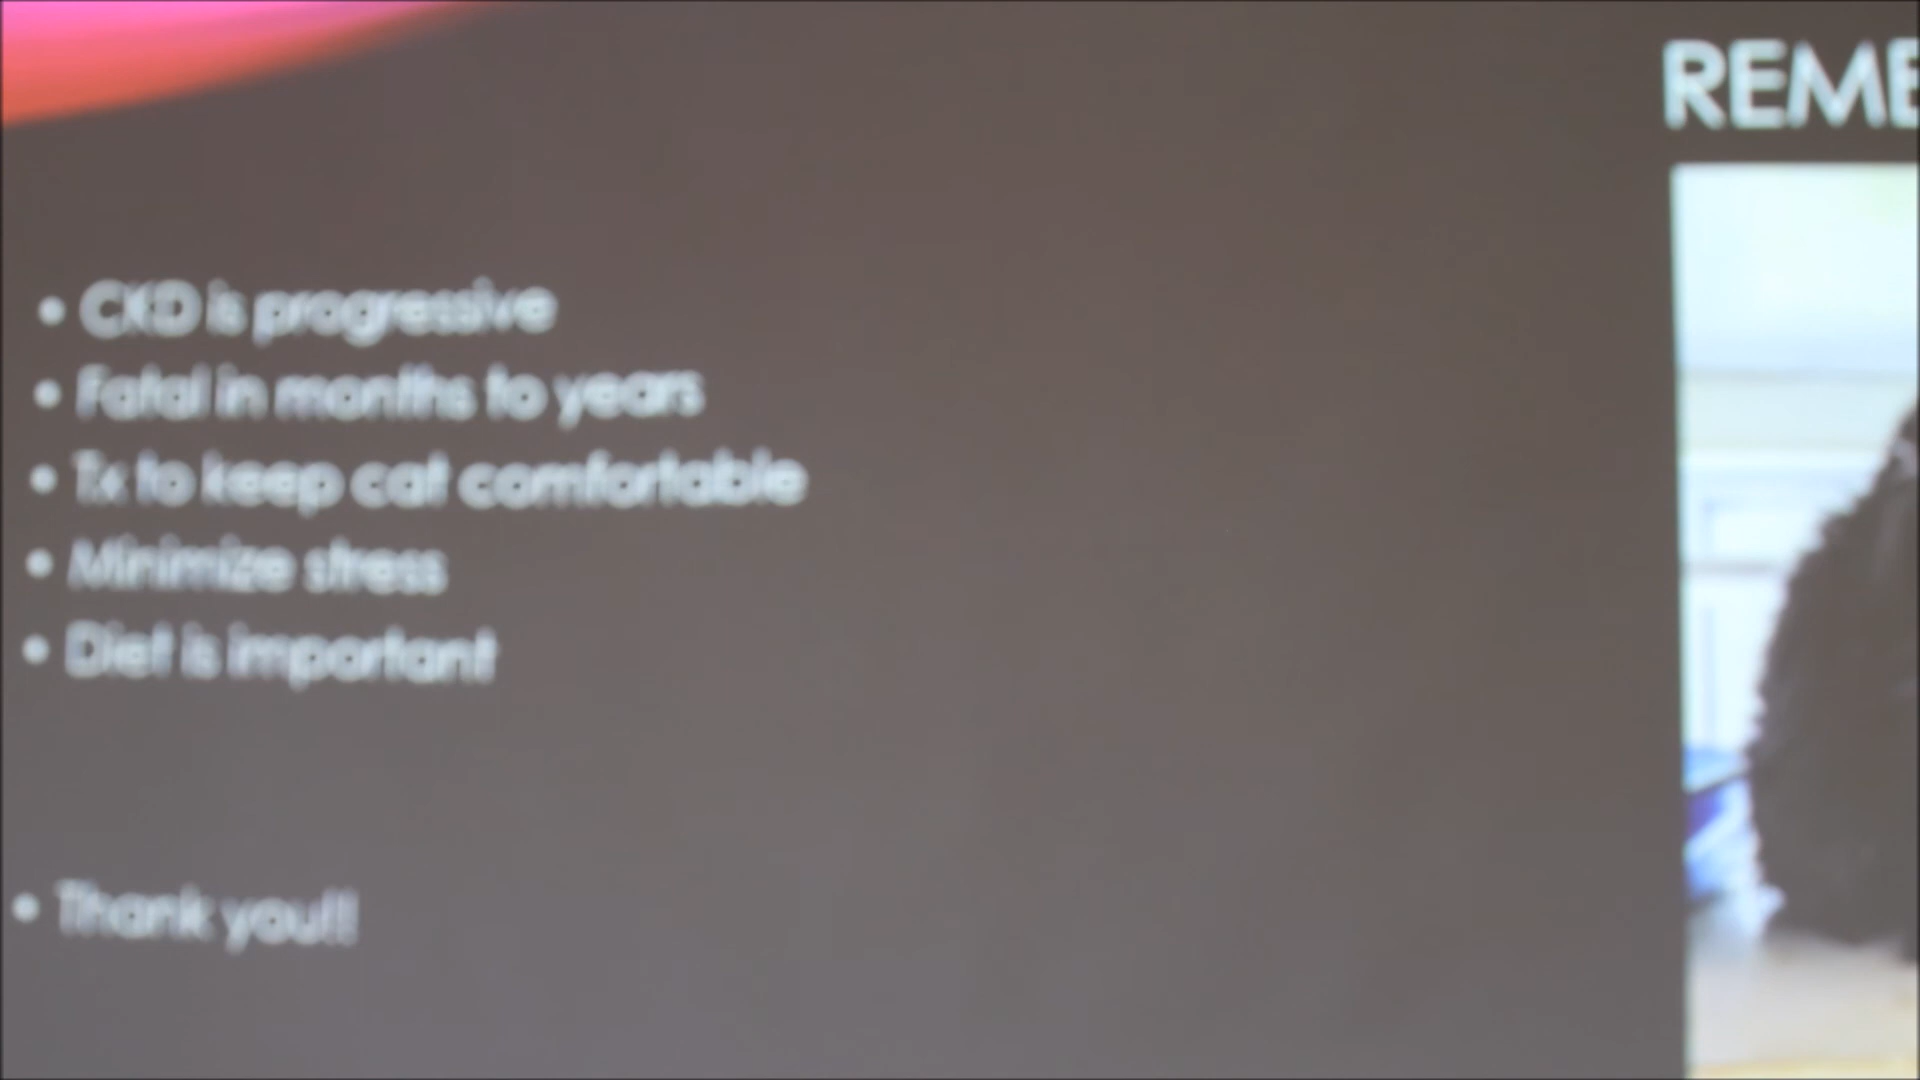 REME
• CKD is progressive
• Fatal in months to years
• Tx to keep cat comfortable
• Minimize stress
• Diet is important
• Thank you!!